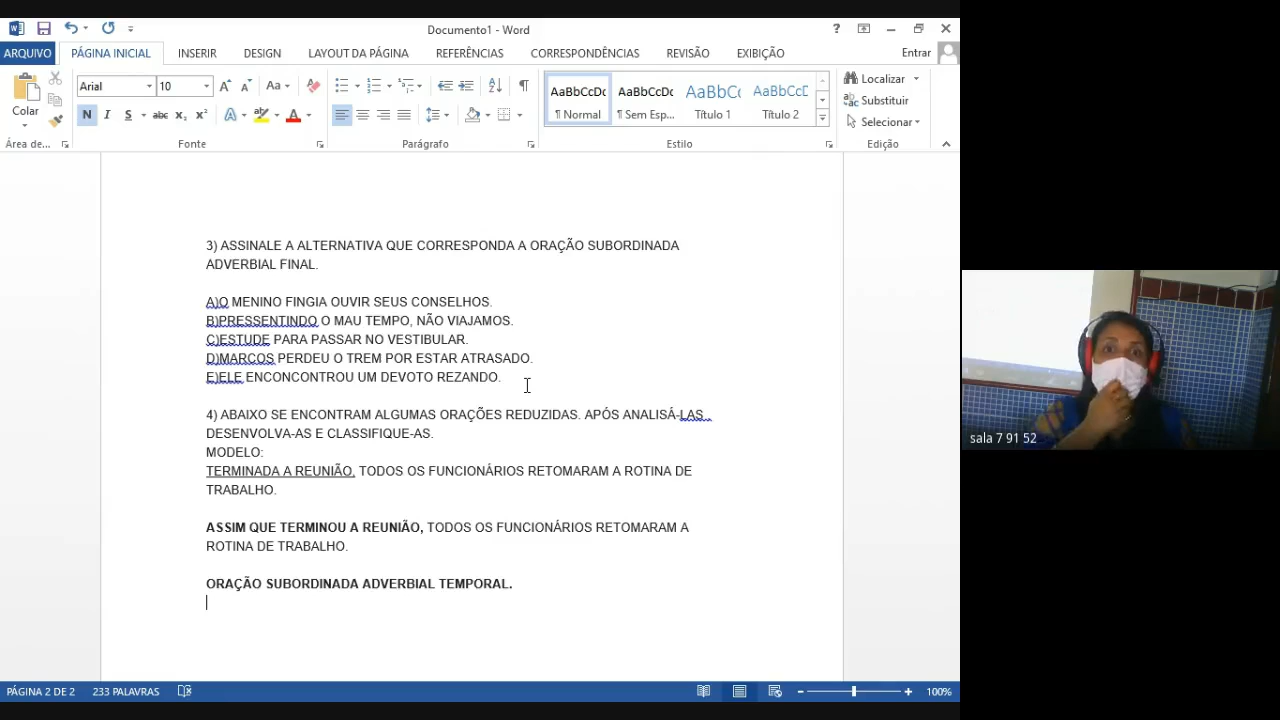 Documento1 - Word
?
ARQUIVO PÁGINA INICIAL INSERIR DESIGN LAYOUT DA PÁGINA REFERÊNCIAS CORRESPONDÊNCIAS REVISÃO EXIBIÇÃO Entrar
Colar
Arial 10 A A Aa
N I S abc x₁ x² A A
AaBbCcDc AaBbCcDc AaBbC AaBbCcD
¶ Normal ¶ Sem Esp... Título 1 Título 2
Localizar
Substituir
Selecionar
Área de... Fonte Parágrafo Estilo Edição
3) ASSINALE A ALTERNATIVA QUE CORRESPONDA A ORAÇÃO SUBORDINADA
ADVERBIAL FINAL.
A)O MENINO FINGIA OUVIR SEUS CONSELHOS.
B)PRESSENTINDO O MAU TEMPO, NÃO VIAJAMOS.
C)ESTUDE PARA PASSAR NO VESTIBULAR.
D)MARCOS PERDEU O TREM POR ESTAR ATRASADO.
E)ELE ENCONCONTROU UM DEVOTO REZANDO.
4) ABAIXO SE ENCONTRAM ALGUMAS ORAÇÕES REDUZIDAS. APÓS ANALISÁ-LAS ,
DESENVOLVA-AS E CLASSIFIQUE-AS.
MODELO:
TERMINADA A REUNIÃO, TODOS OS FUNCIONÁRIOS RETOMARAM A ROTINA DE
TRABALHO.
ASSIM QUE TERMINOU A REUNIÃO, TODOS OS FUNCIONÁRIOS RETOMARAM A
ROTINA DE TRABALHO.
ORAÇÃO SUBORDINADA ADVERBIAL TEMPORAL.
sala 7 91 52
PÁGINA 2 DE 2 233 PALAVRAS 100%